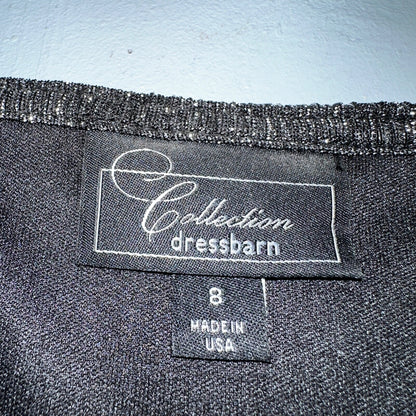 Collection
dressbarn
8
MADE IN
USA